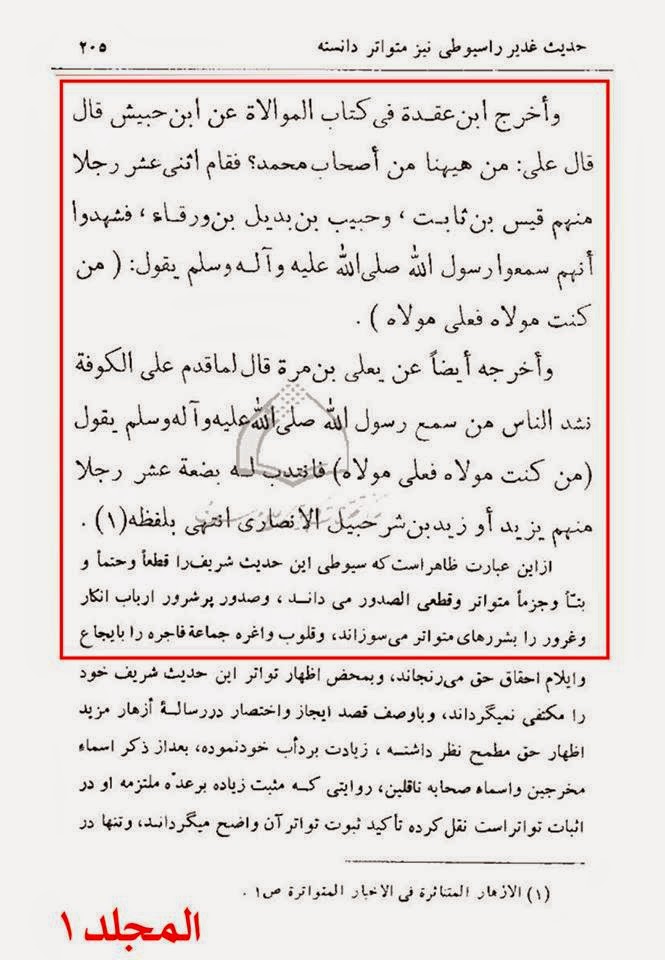 حدیث غدیر راسیوطی نیز متواتر دانسته ۲۰۵
وأخرج ابن عقدة فی کتاب الموالاة عن ابن حبیش قال
قال علی: من هیهنا من أصحاب محمد؟ فقام اثنی عشر رجلا
منهم قیس بن ثابت ، وحبیب بن بدیل بن ورقاء ، فشهدوا
أنهم سمعوا رسول الله صلی الله علیه وآله وسلم یقول: ( من
کنت مولاه فعلی مولاه ) .
وأخرجه أیضاً عن یعلی بن مرة قال لما قدم علی الکوفة
نشد الناس من سمع رسول الله صلی الله علیه وآله وسلم یقول
(من کنت مولاه فعلی مولاه) فانتدب له بضعة عشر رجلا
منهم یزید أو زید بن شرحبیل الانصاری انتهی بلفظه(۱) .
ازاین عبارت ظاهر است که سیوطی این حدیث شریف را قطعاً وحتماً و
بتاً وجزماً متواتر وقطعی الصدور می داند ، وصدور پرشرور ارباب انکار
وغرور را بشررهای متواتر می‌سوزاند، وقلوب واغره جماعة فاجره را بایجاع
وایلام احقاق حق می‌رنجاند، وبمحض اظهار تواتر این حدیث شریف خود
را مکتفی نمیگرداند، وباوصف قصد ایجاز واختصار دررسالۀ أزهار مزید
اظهار حق مطمح نظر داشته ، زیادت بردأب خودنموده، بعداز ذکر اسماء
مخرجین واسماء صحابه ناقلین، روایتی که مثبت زیاده برعدّه ملتزمه او در
اثبات تواتراست نقل کرده تأکید ثبوت تواتر آن واضح میگرداند، وتنها در
(۱) الازهار المتناثرة فی الاخبار المتواترة ص۱ .
المجلد ۱